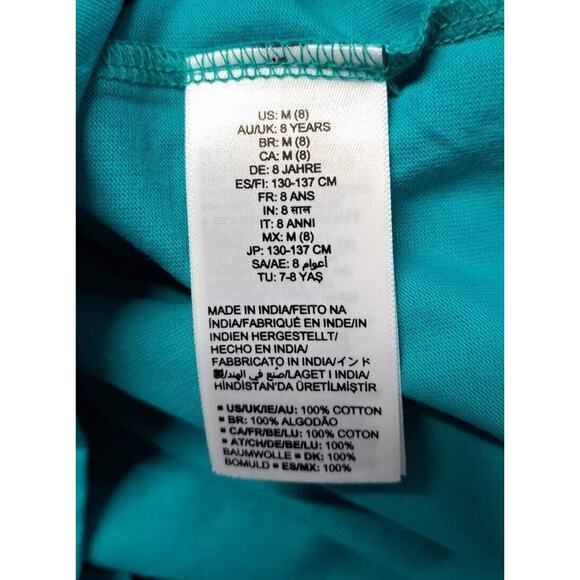 US: M (8)
AU/UK: 8 YEARS
BR: M (8)
CA: M (8)
DE: 8 JAHRE
ES/FI: 130-137 CM
FR: 8 ANS
IN: 8 साल
IT: 8 ANNI
MX: M (8)
JP: 130-137 CM
SA/AE: 8 أعوام
TU: 7-8 YAŞ
MADE IN INDIA/FEITO NA
ÍNDIA/FABRIQUÉ EN INDE/IN
INDIEN HERGESTELLT/
HECHO EN INDIA/
FABBRICATO IN INDIA/インド
製/صنع في الهند/LAGET I INDIA/
HİNDİSTAN'DA ÜRETİLMİŞTİR
▪ US/UK/IE/AU: 100% COTTON
▪ BR: 100% ALGODÃO
▪ CA/FR/BE/LU: 100% COTON
▪ AT/CH/DE/BE/LU: 100%
BAUMWOLLE ▪ DK: 100%
BOMULD ▪ ES/MX: 100%